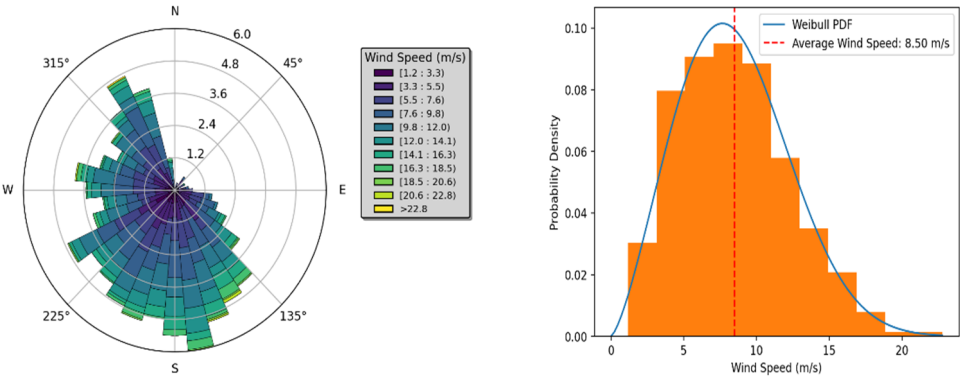 N
6.0
4.8
3.6
2.4
1.2
315°
45°
W
E
225°
135°
S
Wind Speed (m/s)
[1.2 : 3.3)
[3.3 : 5.5)
[5.5 : 7.6)
[7.6 : 9.8)
[9.8 : 12.0)
[12.0 : 14.1)
[14.1 : 16.3)
[16.3 : 18.5)
[18.5 : 20.6)
[20.6 : 22.8)
>22.8
Weibull PDF
Average Wind Speed: 8.50 m/s
Probability Density
0.10
0.08
0.06
0.04
0.02
0.00
0 5 10 15 20
Wind Speed (m/s)